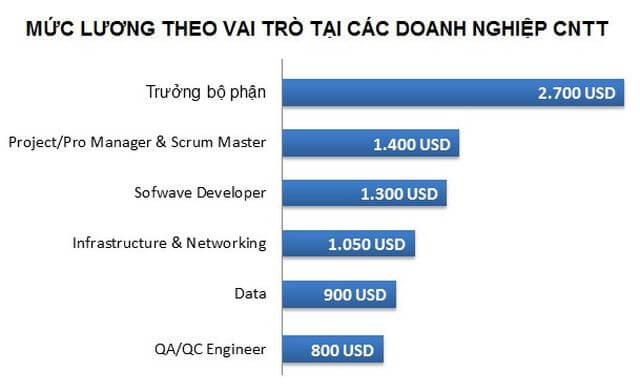 MỨC LƯƠNG THEO VAI TRÒ TẠI CÁC DOANH NGHIỆP CNTT
Trưởng bộ phận 2.700 USD
Project/Pro Manager & Scrum Master 1.400 USD
Sofwave Developer 1.300 USD
Infrastructure & Networking 1.050 USD
Data 900 USD
QA/QC Engineer 800 USD